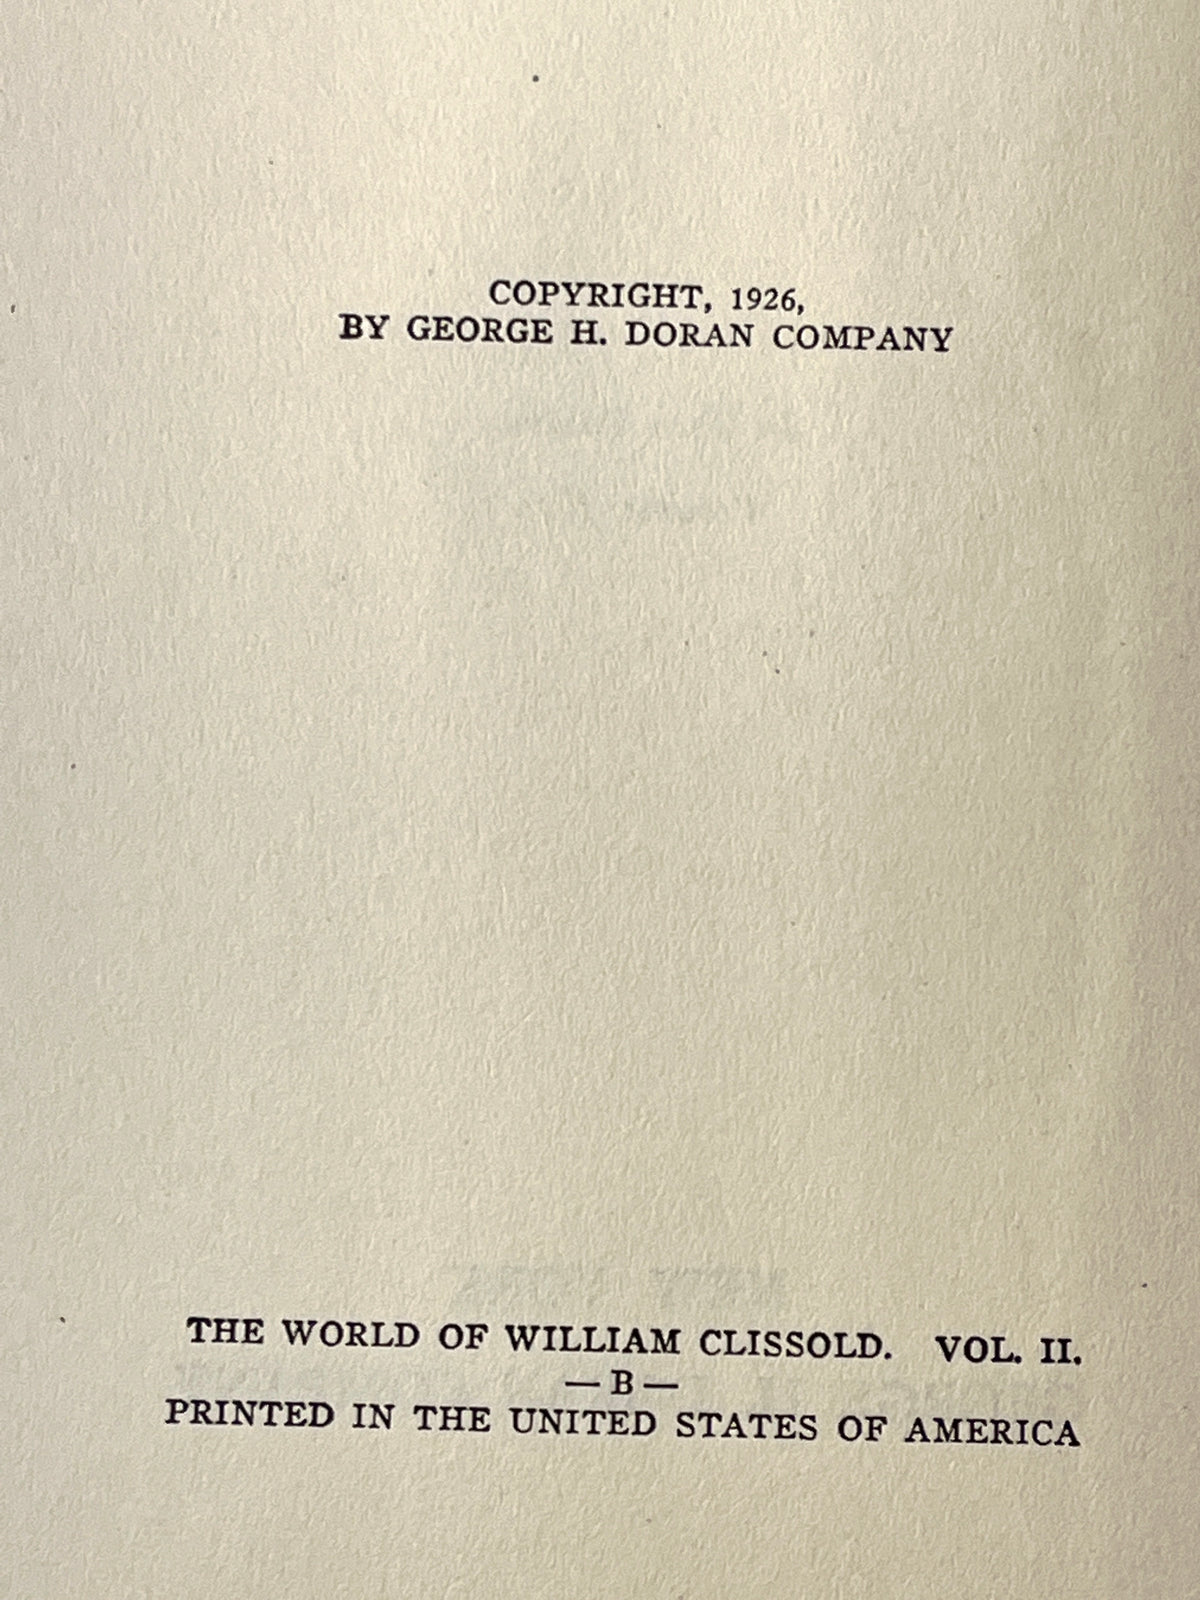 COPYRIGHT, 1926,
BY GEORGE H. DORAN COMPANY
THE WORLD OF WILLIAM CLISSOLD. VOL. II.
— B —
PRINTED IN THE UNITED STATES OF AMERICA